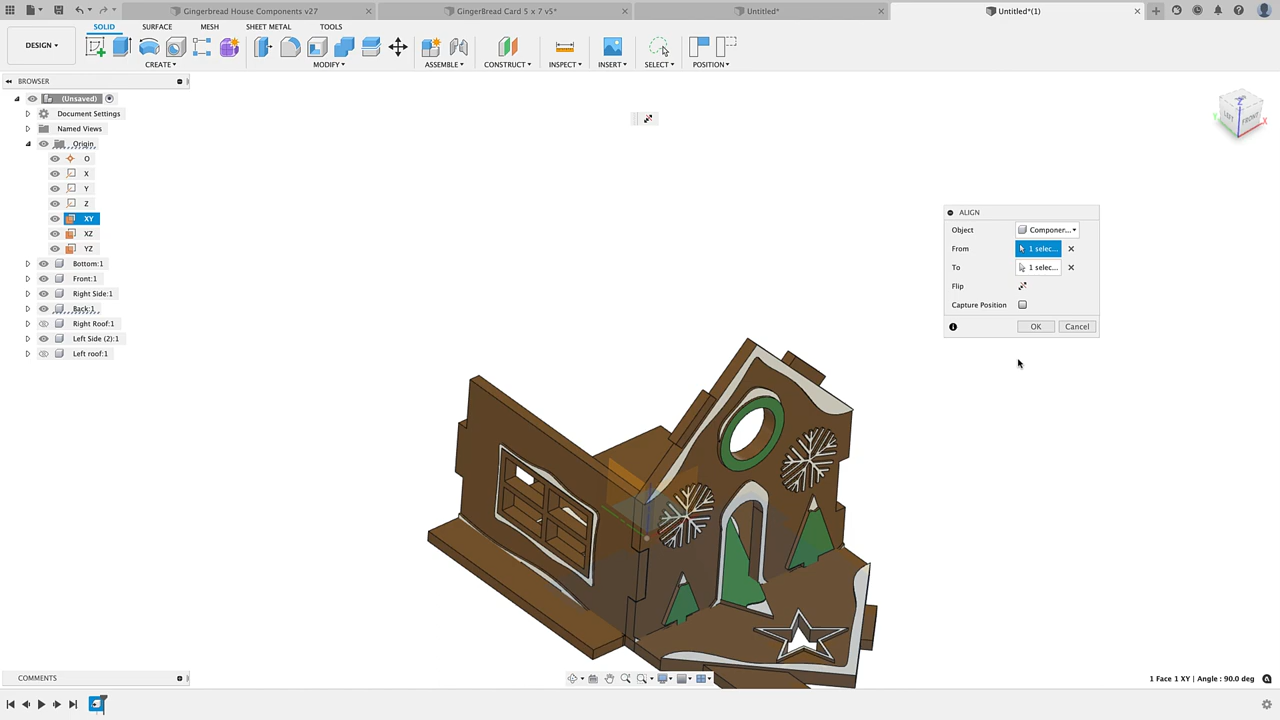 Gingerbread House Components v27
GingerBread Card 5 x 7 v5*
Untitled*
Untitled*(1)
SOLID
SURFACE
MESH
SHEET METAL
TOOLS
DESIGN
CREATE
MODIFY
ASSEMBLE
CONSTRUCT
INSPECT
INSERT
SELECT
POSITION
BROWSER
(Unsaved)
Document Settings
Named Views
Origin
O
X
Y
Z
XY
XZ
YZ
Bottom:1
Front:1
Right Side:1
Back:1
Right Roof:1
Left Side (2):1
Left roof:1
Z
LEFT
FRONT
X
Y
ALIGN
Object
Componer...
From
1 selec...
To
1 selec...
Flip
Capture Position
OK
Cancel
COMMENTS
1 Face 1 XY | Angle : 90.0 deg